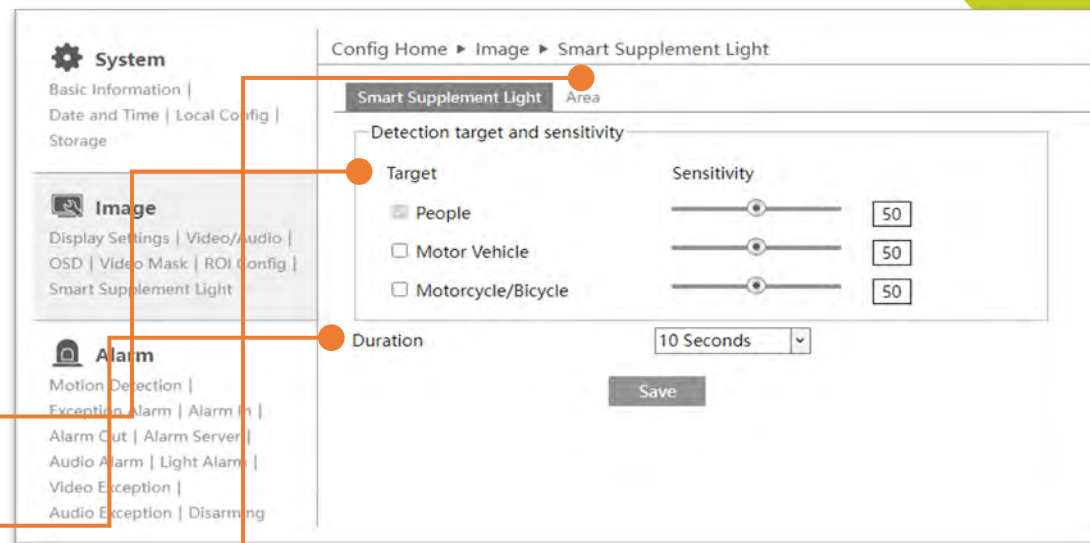 System
Basic Information |
Date and Time | Local Config |
Storage
Image
Display Settings | Video/Audio |
OSD | Video Mask | ROI Config |
Smart Supplement Light
Alarm
Motion Detection |
Exception Alarm | Alarm In |
Alarm Out | Alarm Server |
Audio Alarm | Light Alarm |
Video Exception |
Audio Exception | Disarming
Config Home ▶ Image ▶ Smart Supplement Light
Smart Supplement Light Area
Detection target and sensitivity
Target Sensitivity
People 50
Motor Vehicle 50
Motorcycle/Bicycle 50
Duration 10 Seconds
Save